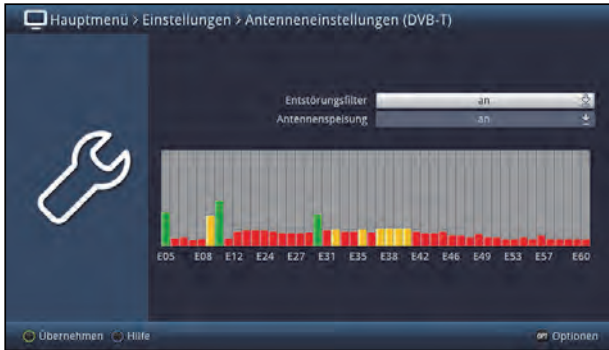 Hauptmenü > Einstellungen > Antenneneinstellungen (DVB-T)
Entstörungsfilter an
Antennenspeisung an
E05 E08 E12 E24 E27 E31 E35 E38 E42 E46 E49 E53 E57 E60
Übernehmen Hilfe OPT Optionen